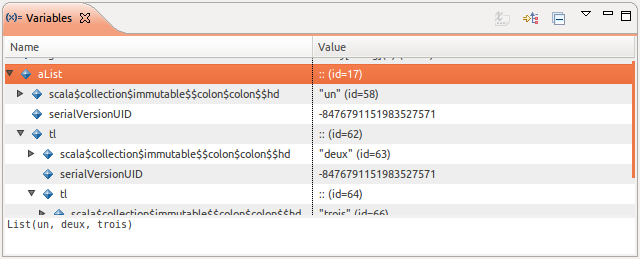 (x)= Variables
Name Value
aList :: (id=17)
scala$collection$immutable$$colon$colon$$hd "un" (id=58)
serialVersionUID -8476791151983527571
tl :: (id=62)
scala$collection$immutable$$colon$colon$$hd "deux" (id=63)
serialVersionUID -8476791151983527571
tl :: (id=64)
scala$collection$immutable$$colon$colon$$hd "trois" (id=66)
List(un, deux, trois)